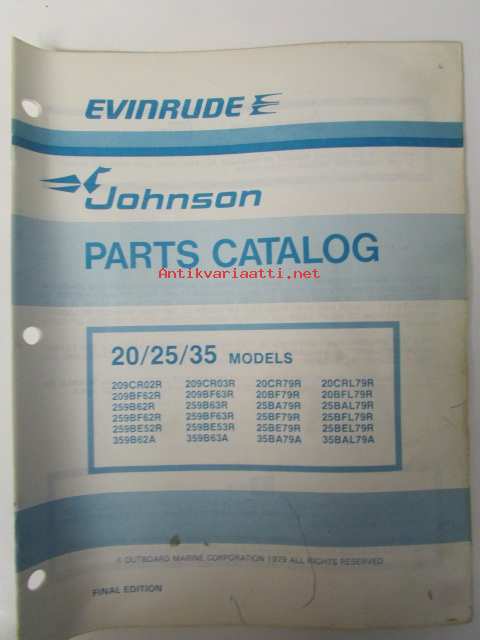 EVINRUDE
Johnson
PARTS CATALOG
Antikvariaatti.net
20/25/35 MODELS
209CR02R 209CR03R 20CR79R 20CRL79R
209BF62R 209BF63R 20BF79R 20BFL79R
259B62R 259B63R 25BA79R 25BAL79R
259BF62R 259BF63R 25BF79R 25BFL79R
259BE52R 259BE53R 25BE79R 25BEL79R
359B62A 359B63A 35BA79A 35BAL79A
© OUTBOARD MARINE CORPORATION 1979 ALL RIGHTS RESERVED
FINAL EDITION